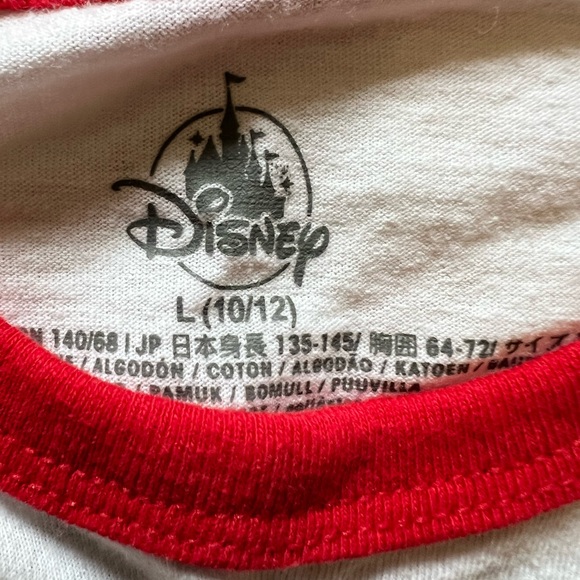 Disney
L (10/12)
140/68 | JP 日本身長 135-145/ 胸囲 64-72/ サイズ
/ ALGODÓN / COTON / ALGODÃO / KATOEN /
PAMUK / BOMULL / PUUVILLA